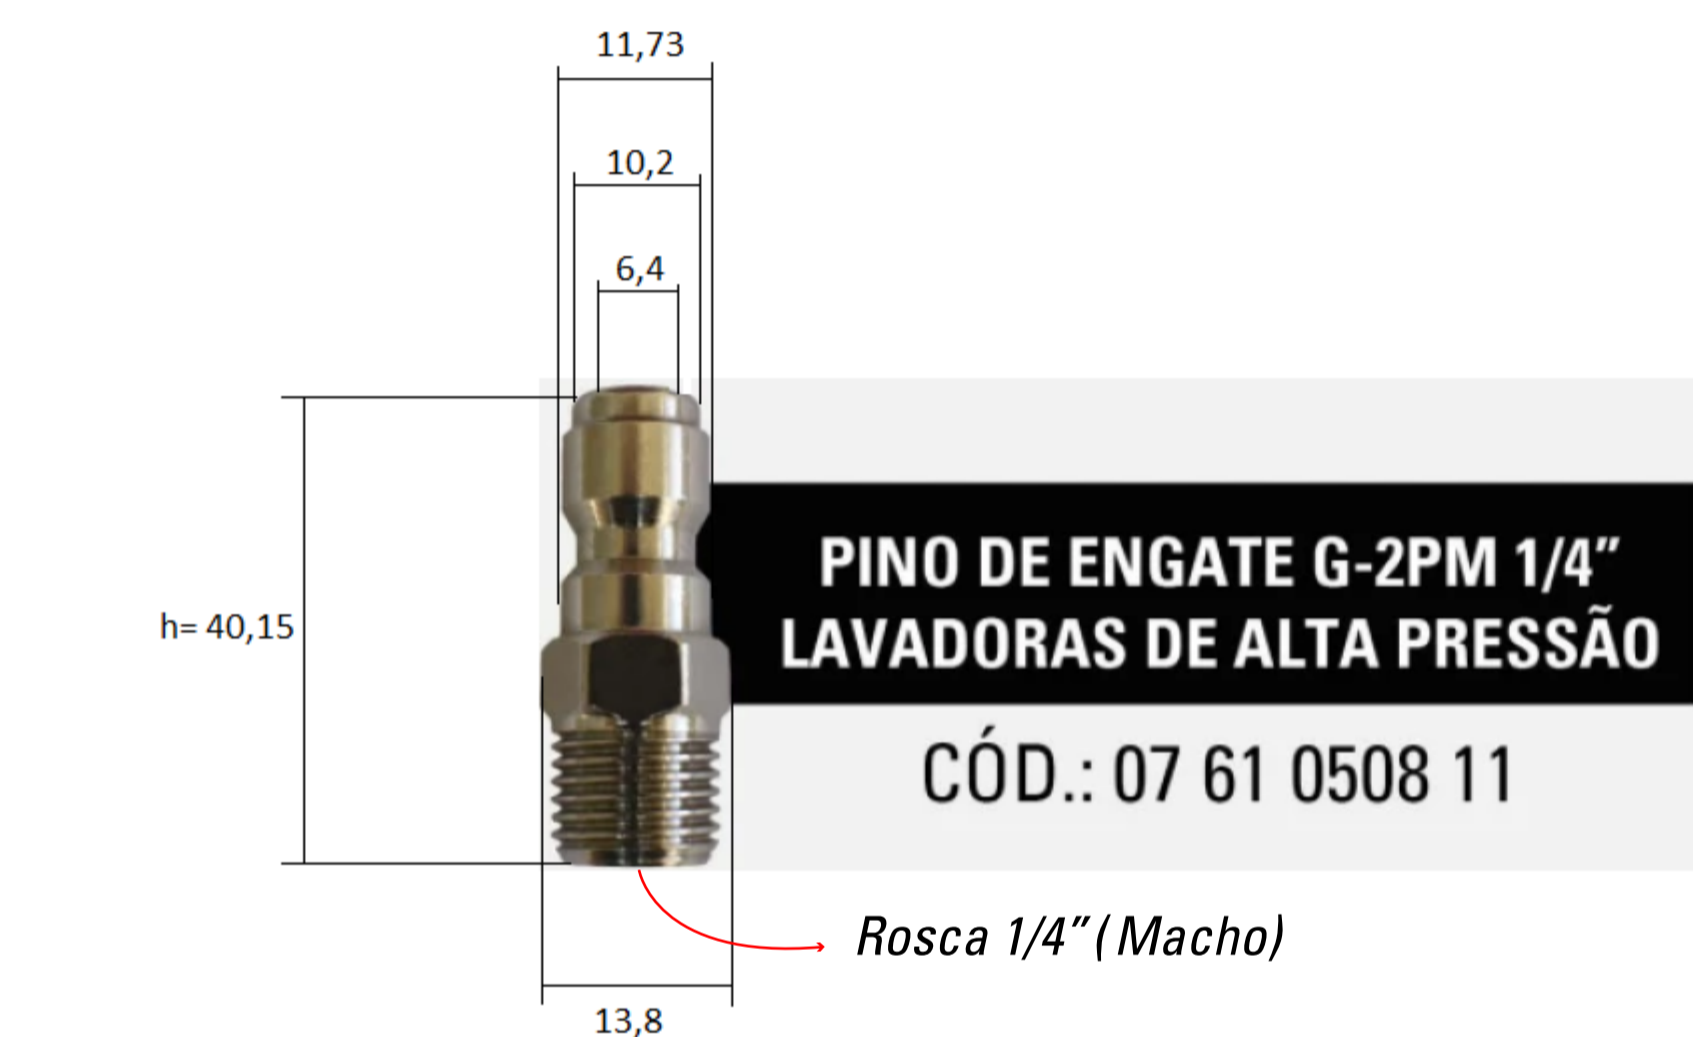 11,73
10,2
6,4
h= 40,15
PINO DE ENGATE G-2PM 1/4”
LAVADORAS DE ALTA PRESSÃO
CÓD.: 07 61 0508 11
Rosca 1/4” (Macho)
13,8